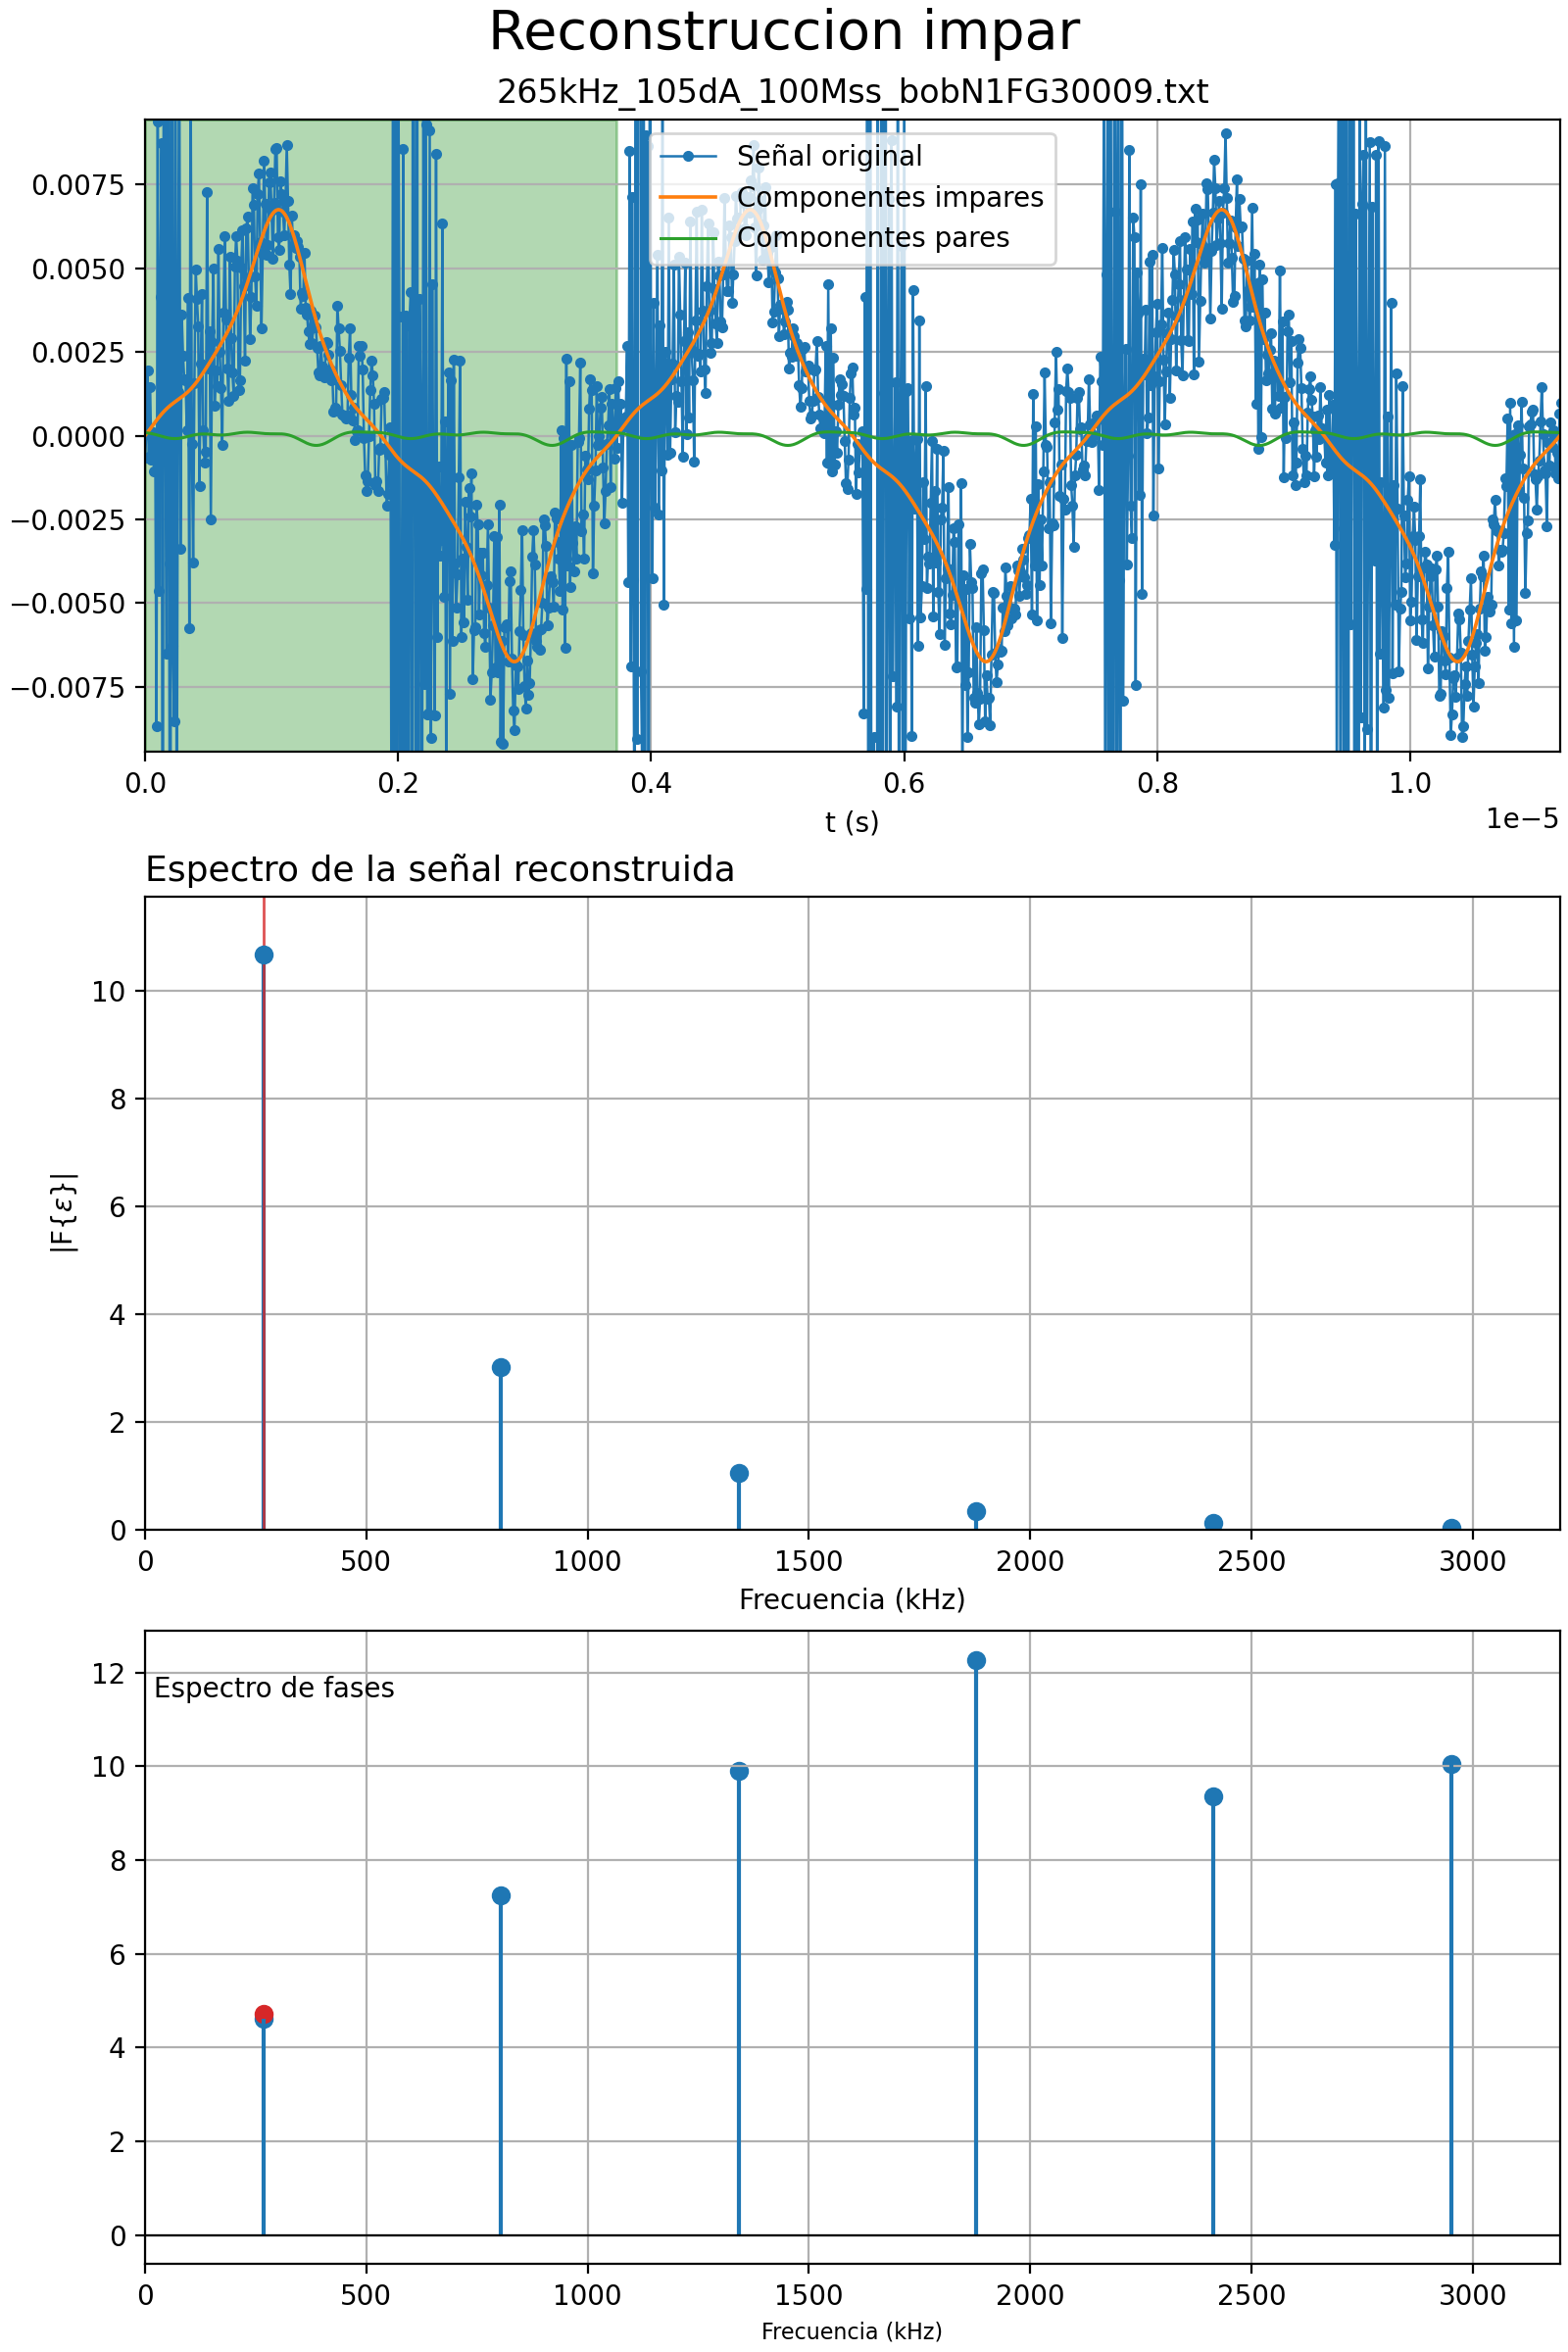 Reconstruccion impar
265kHz_105dA_100Mss_bobN1FG30009.txt
Señal original
Componentes impares
Componentes pares
0.0075
0.0050
0.0025
0.0000
−0.0025
−0.0050
−0.0075
0.0 0.2 0.4 0.6 0.8 1.0
t (s)
1e−5
Espectro de la señal reconstruida
10
8
6
4
2
0
|F{ε}|
0 500 1000 1500 2000 2500 3000
Frecuencia (kHz)
Espectro de fases
12
10
8
6
4
2
0
0 500 1000 1500 2000 2500 3000
Frecuencia (kHz)